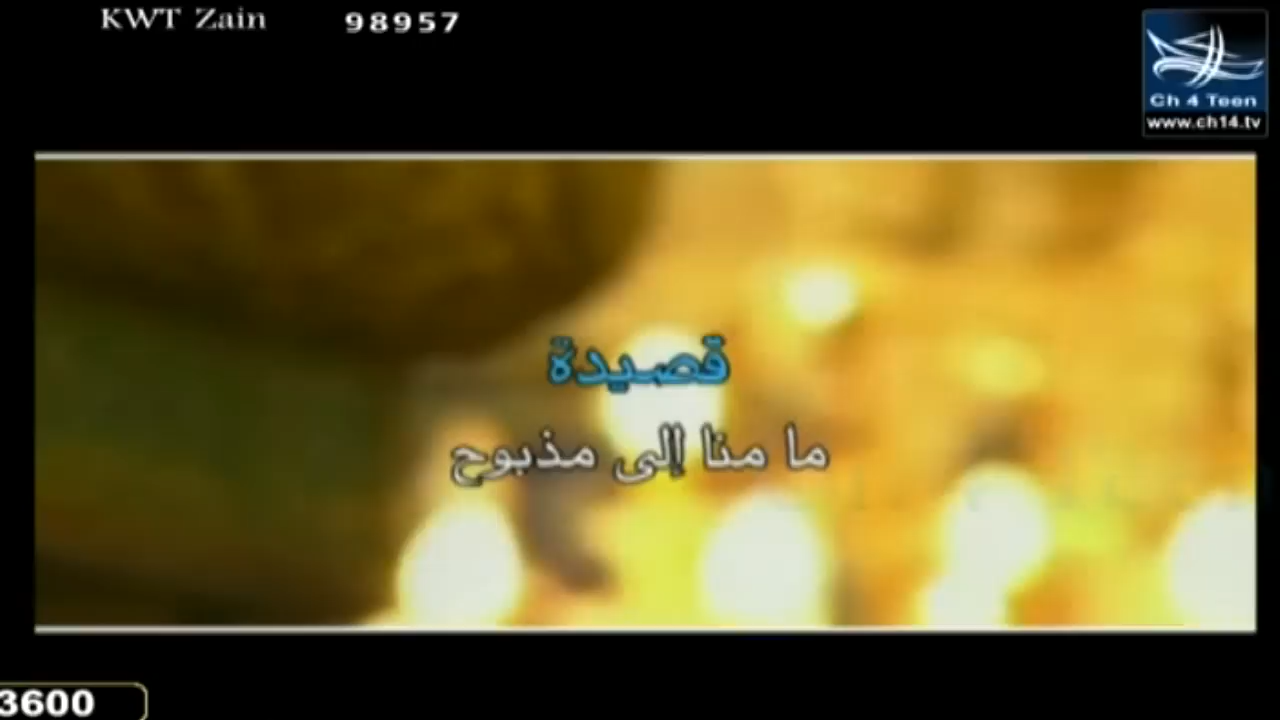 KWT Zain 98957
Ch 4 Teen
www.ch14.tv
قصيدة
ما منا إلى مذبوح
3600